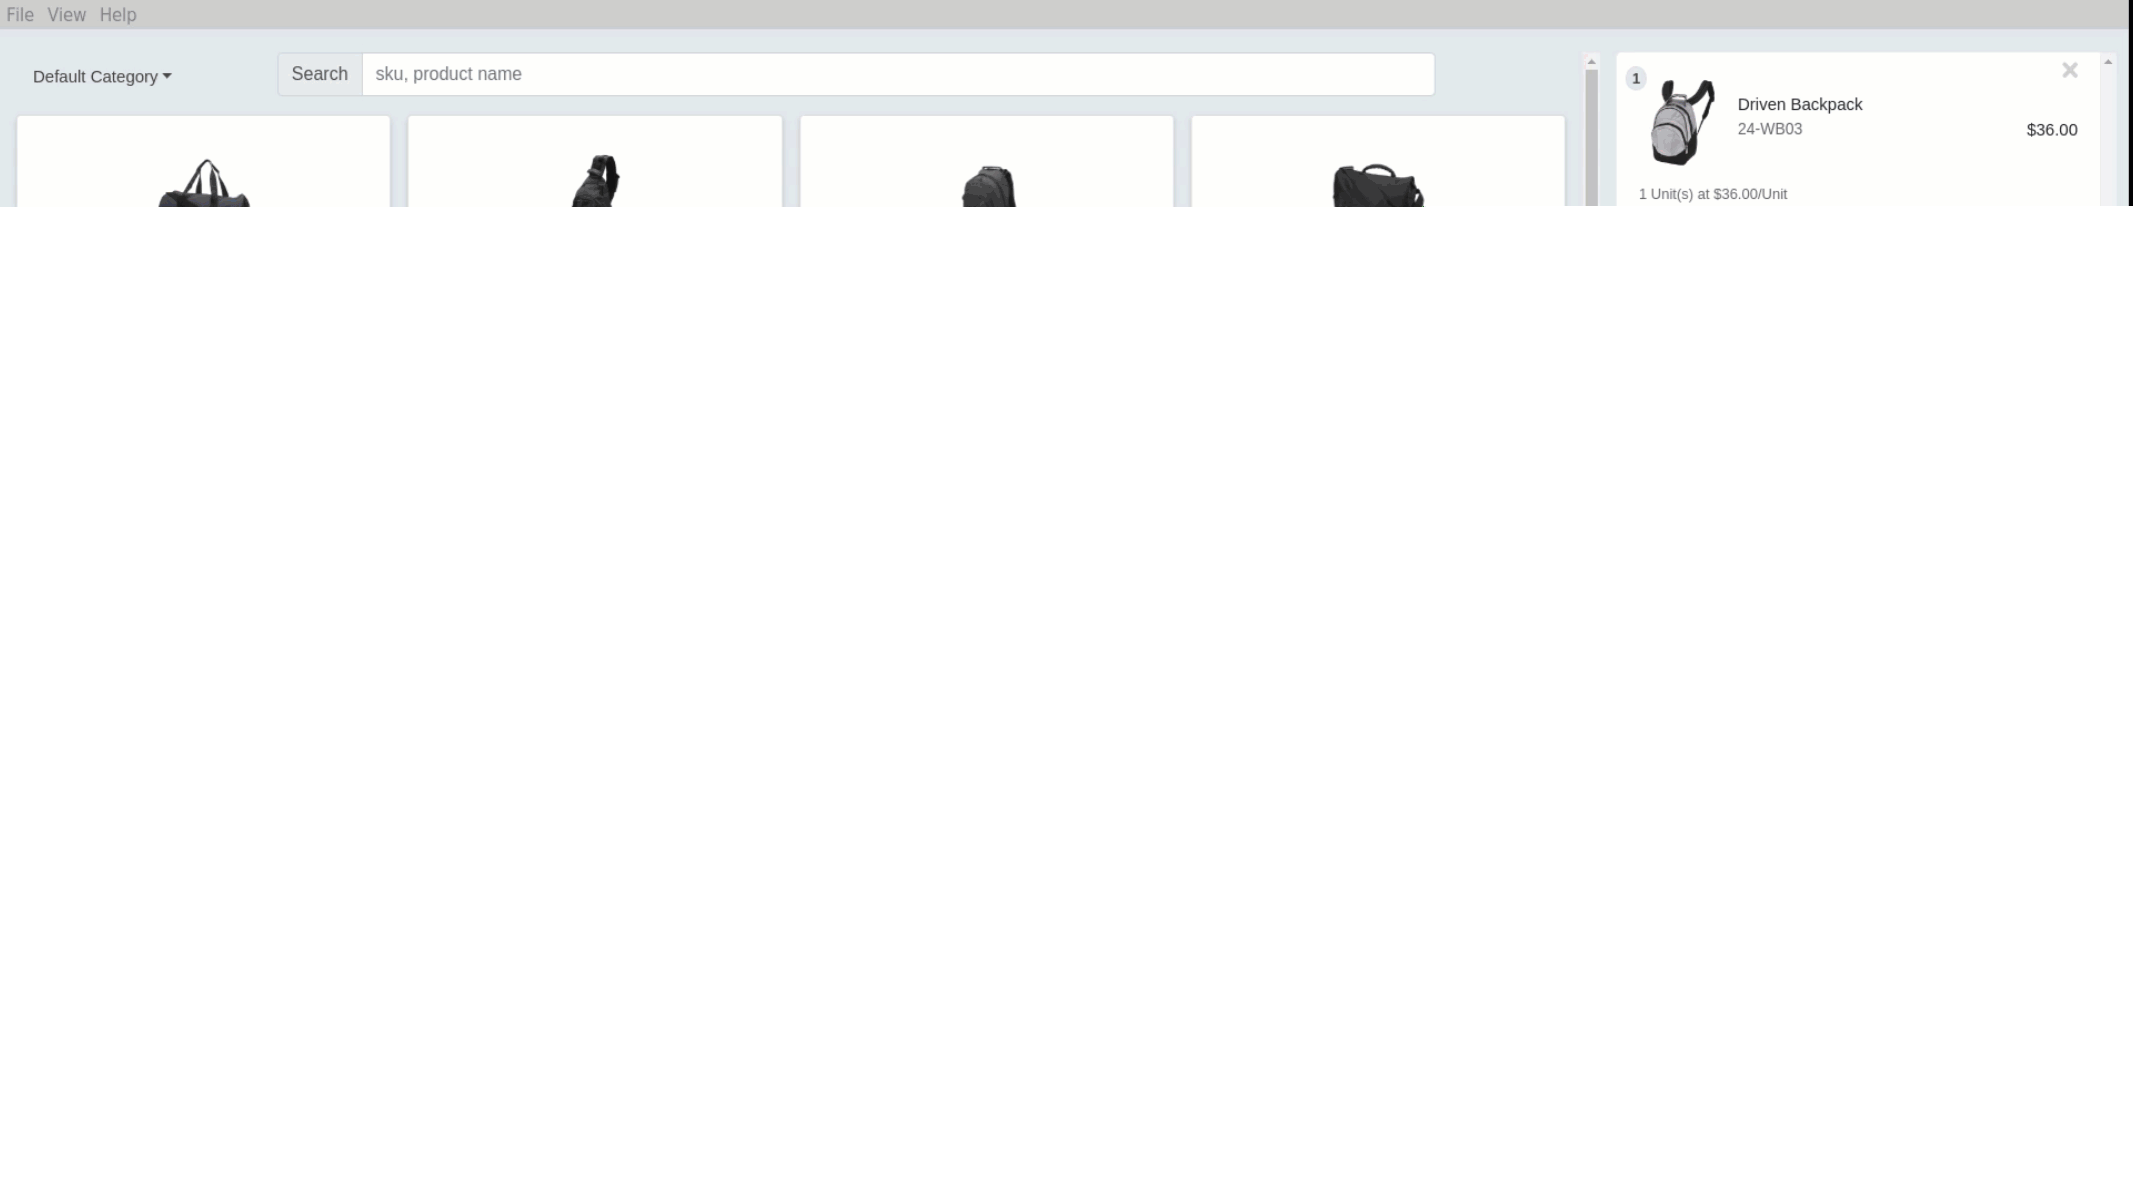 File View Help
Default Category
Search sku, product name
1
Driven Backpack
24-WB03
$36.00
1 Unit(s) at $36.00/Unit